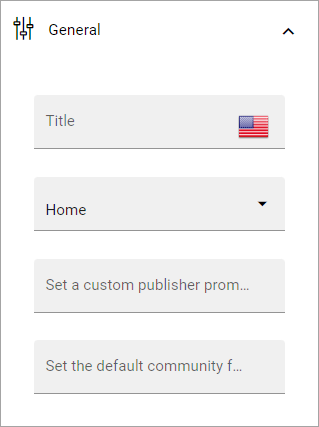 General
Title
Home
Set a custom publisher prom...
Set the default community f...